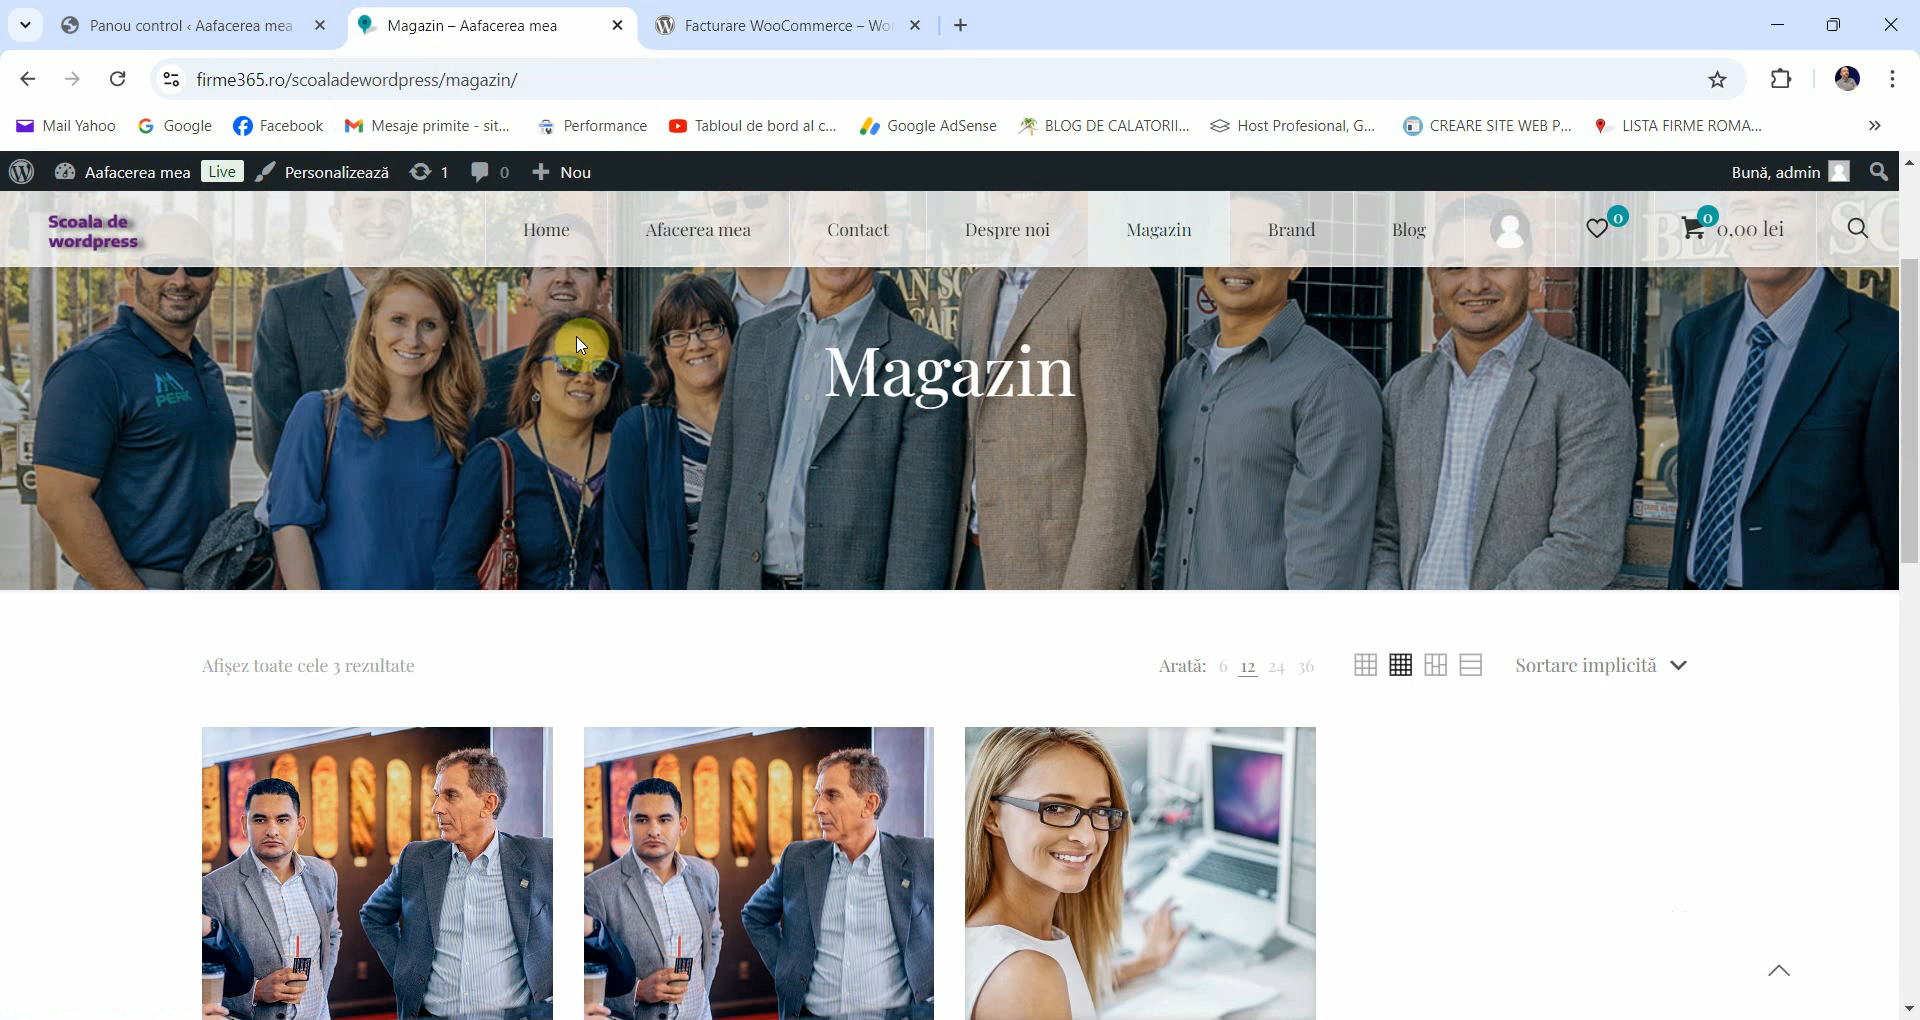 Panou control ‹ Aafacerea mea
Magazin – Aafacerea mea
Facturare WooCommerce – Wor
firme365.ro/scoaladewordpress/magazin/
Mail Yahoo
Google
Facebook
Mesaje primite - sit...
Performance
Tabloul de bord al c...
Google AdSense
BLOG DE CALATORII...
Host Profesional, G...
CREARE SITE WEB P...
LISTA FIRME ROMA...
»
Aafacerea mea
Live
Personalizează
1
0
Nou
Bună, admin
Scoala de
wordpress
Home
Afacerea mea
Contact
Despre noi
Magazin
Brand
Blog
0
0
0,00 lei
Magazin
Afișez toate cele 3 rezultate
Arată: 6 12 24 36
Sortare implicită